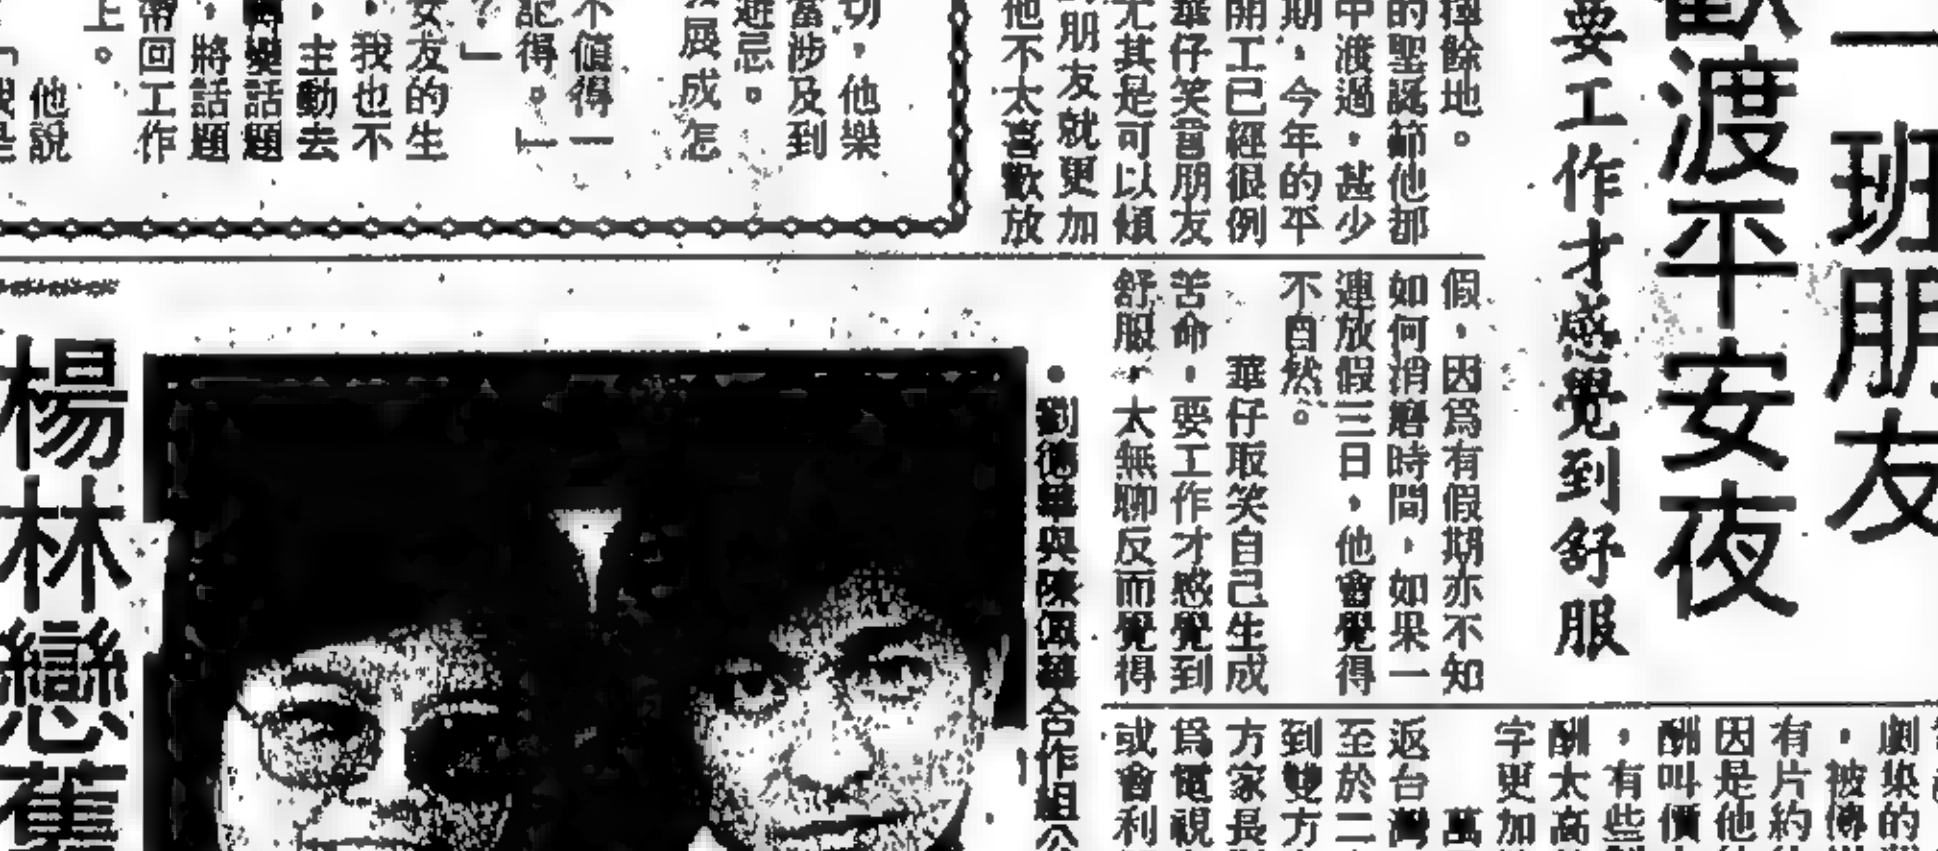 一班朋友
歡渡平安夜
要工作才感覺到舒服
揮餘地。
的聖誕節他都
中渡過，甚少
期，今年的平
開工已經很例
華仔笑言朋友
尤其是可以傾
朋友就更加
他不太喜歡放
假，因為有假期亦不知
如何消磨時間，如果一
連放假三日，他會覺得
不自然。
華仔取笑自己生成
苦命，要工作才感覺到
舒服，太無聊反而覺得
劇集的
，被傳
有片約
因是他
酬叫價
，有些
酬太高
字更加
萬
返台灣
至於二
到雙方
方家長
為電視
或會利
•劉德華與陳佩華合作組公
切，他樂
當涉及到
避忌。
展成怎
不值得一
記得。」
？」
女友的生
，我也不
，主動去
再變話題
，將話題
帶回工作
上。
他說
「我是
楊林戀舊